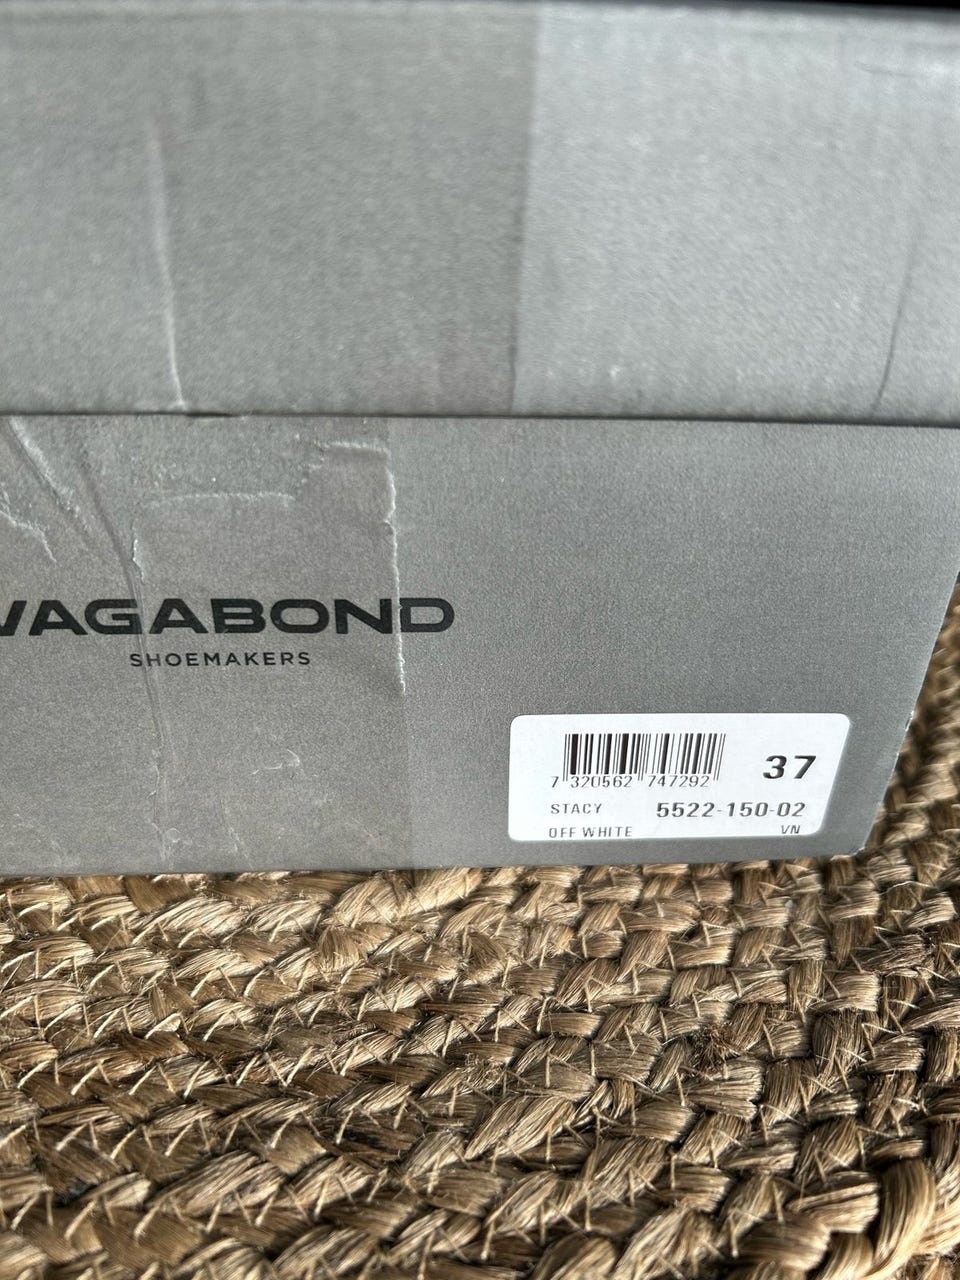 VAGABOND
SHOEMAKERS
37
7 320562 747292
STACY 5522-150-02
OFF WHITE VN